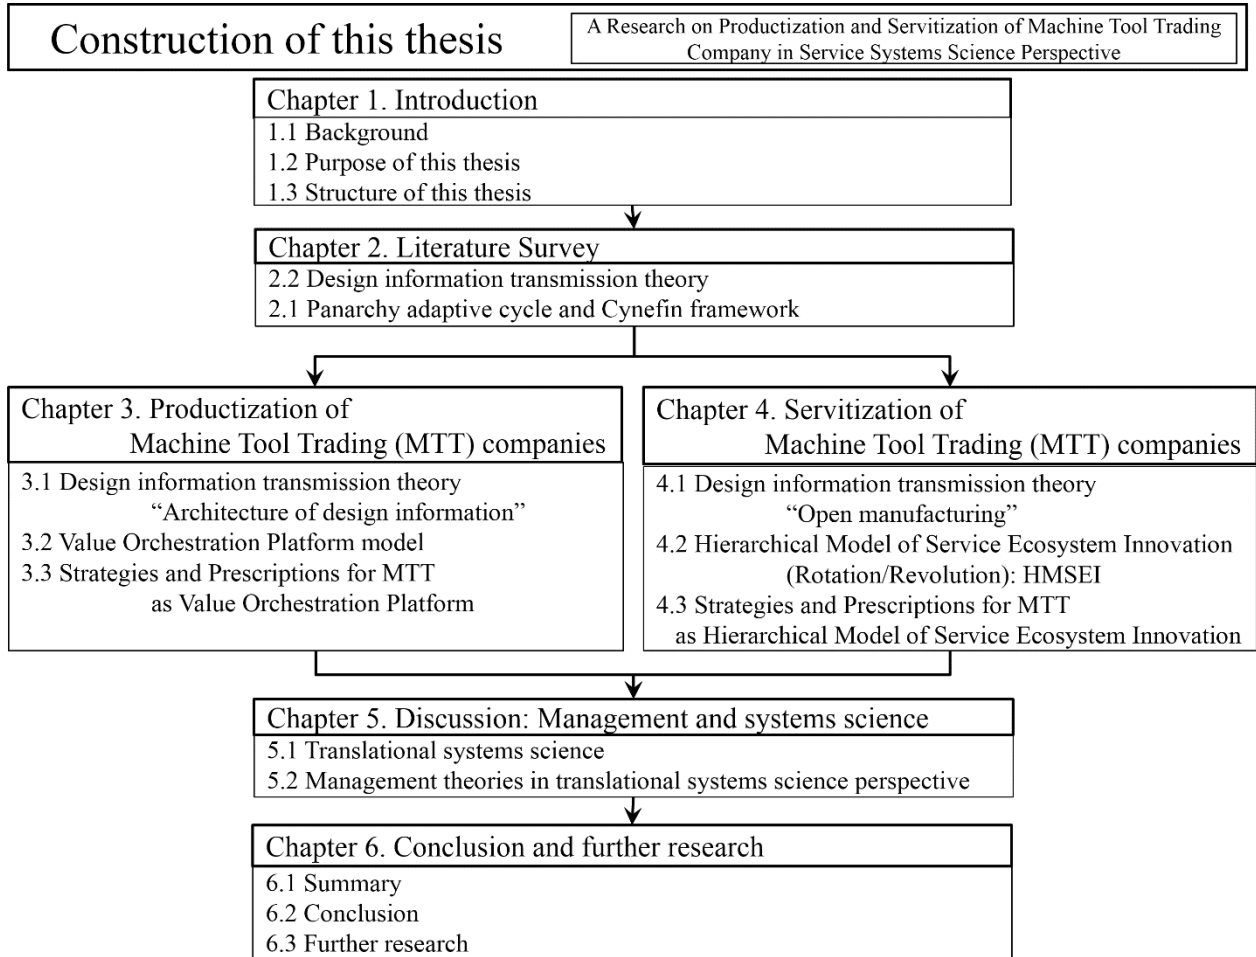 Construction of this thesis
A Research on Productization and Servitization of Machine Tool Trading
Company in Service Systems Science Perspective
Chapter 1. Introduction
1.1 Background
1.2 Purpose of this thesis
1.3 Structure of this thesis
Chapter 2. Literature Survey
2.2 Design information transmission theory
2.1 Panarchy adaptive cycle and Cynefin framework
Chapter 3. Productization of
Machine Tool Trading (MTT) companies
3.1 Design information transmission theory
“Architecture of design information”
3.2 Value Orchestration Platform model
3.3 Strategies and Prescriptions for MTT
as Value Orchestration Platform
Chapter 4. Servitization of
Machine Tool Trading (MTT) companies
4.1 Design information transmission theory
“Open manufacturing”
4.2 Hierarchical Model of Service Ecosystem Innovation
(Rotation/Revolution): HMSEI
4.3 Strategies and Prescriptions for MTT
as Hierarchical Model of Service Ecosystem Innovation
Chapter 5. Discussion: Management and systems science
5.1 Translational systems science
5.2 Management theories in translational systems science perspective
Chapter 6. Conclusion and further research
6.1 Summary
6.2 Conclusion
6.3 Further research